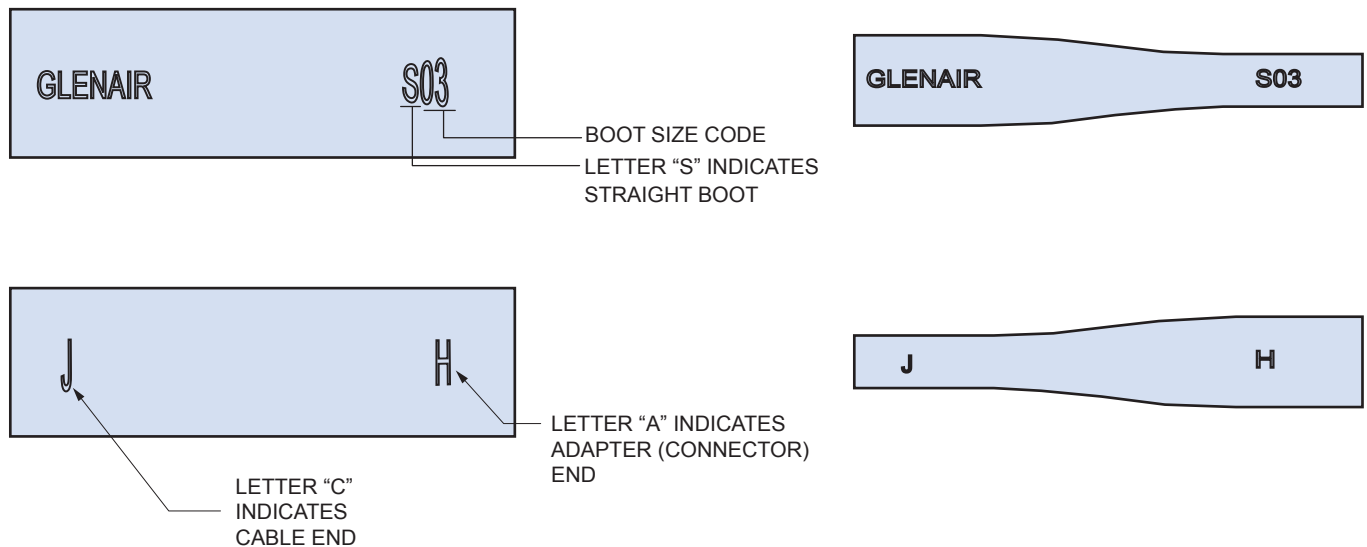 GLENAIR
S03
BOOT SIZE CODE
LETTER “S” INDICATES
STRAIGHT BOOT
GLENAIR
S03
J
H
LETTER “A” INDICATES
ADAPTER (CONNECTOR)
END
LETTER “C”
INDICATES
CABLE END
J
H